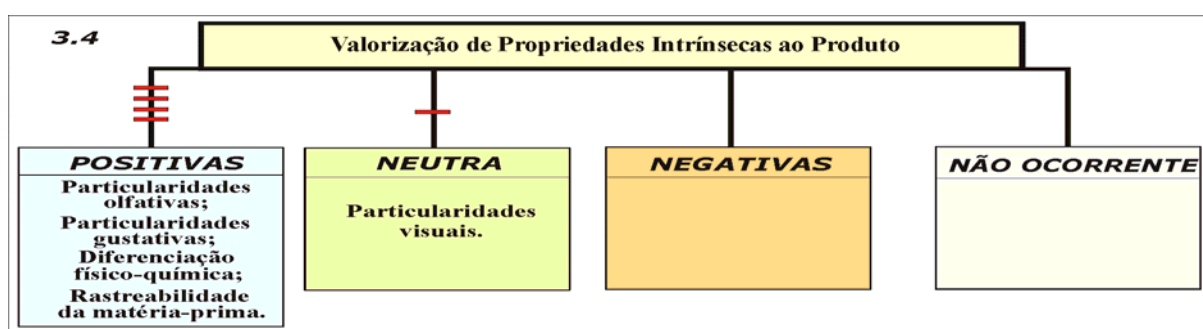 3.4
Valorização de Propriedades Intrínsecas ao Produto
POSITIVAS
Particularidades
olfativas;
Particularidades
gustativas;
Diferenciação
físico-química;
Rastreabilidade
da matéria-prima.
NEUTRA
Particularidades
visuais.
NEGATIVAS
NÃO OCORRENTE